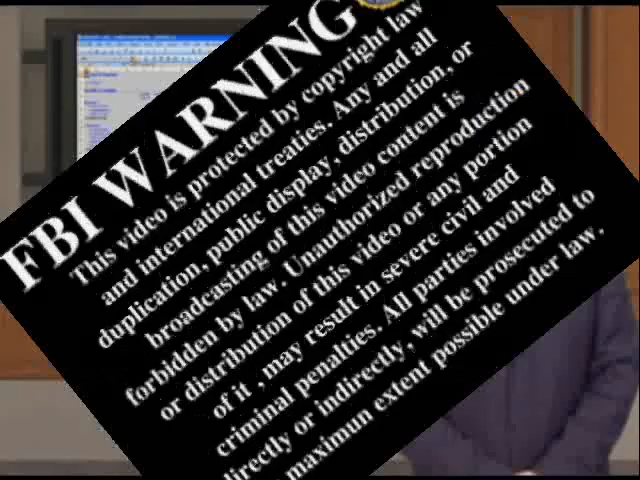 FBI WARNING
This video is protected by copyright law
and international treaties. Any and all
duplication, public display, distribution, or
broadcasting of this video content is
forbidden by law. Unauthorized reproduction
or distribution of this video or any portion
of it , may result in severe civil and
criminal penalties. All parties involved
directly or indirectly, will be prosecuted to
maximun extent possible under law.